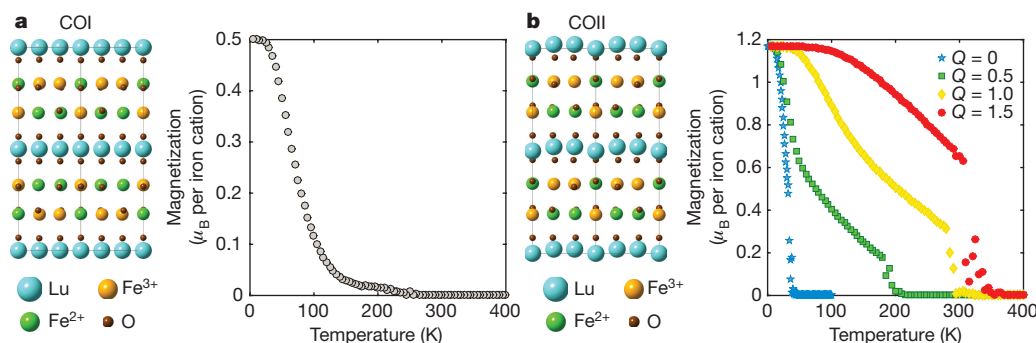 a COI
Magnetization
(μB per iron cation)
0.5
0.4
0.3
0.2
0.1
0
0 100 200 300 400
Temperature (K)
Lu Fe3+
Fe2+ O
b COII
Magnetization
(μB per iron cation)
1.2
1
0.8
0.6
0.4
0.2
0
0 100 200 300 400
Temperature (K)
Q = 0
Q = 0.5
Q = 1.0
Q = 1.5
Lu Fe3+
Fe2+ O